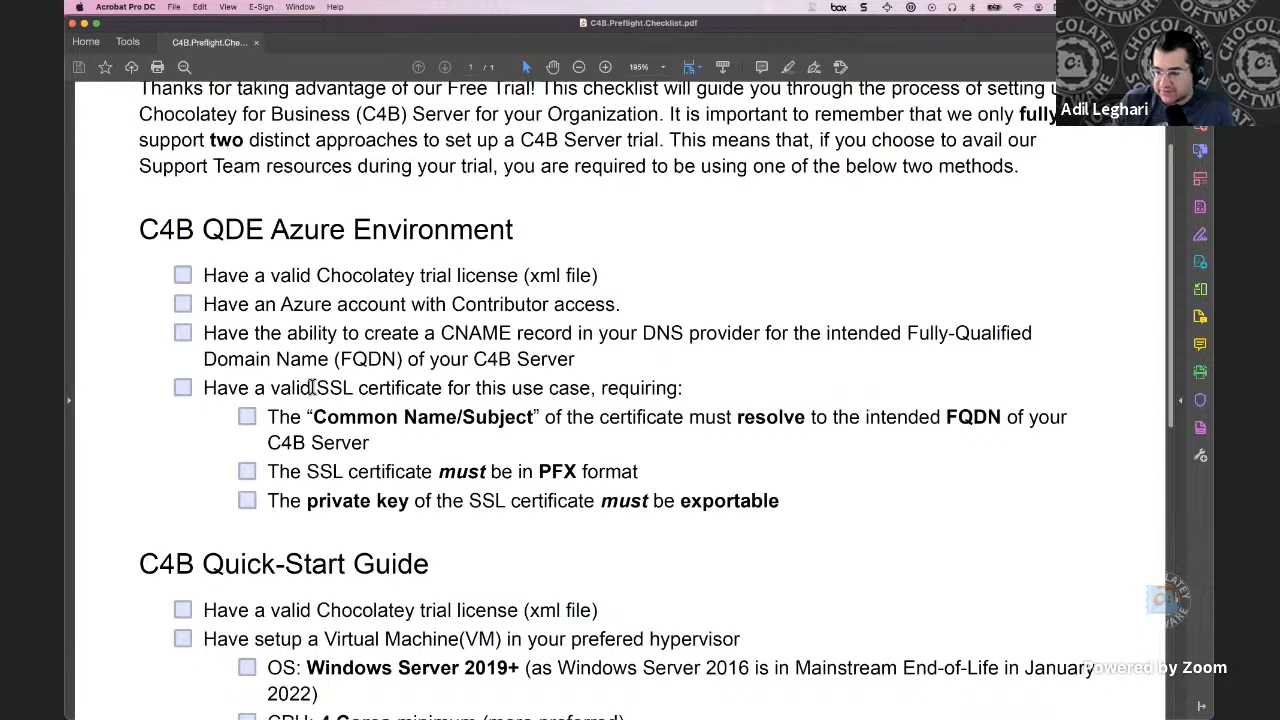 Acrobat Pro DC File Edit View E-Sign Window Help
box S
C4B.Preflight.Checklist.pdf
Home Tools C4B.Preflight.Che... ×
1 / 1 195%
Adil Leghari
Thanks for taking advantage of our Free Trial! This checklist will guide you through the process of setting
Chocolatey for Business (C4B) Server for your Organization. It is important to remember that we only fully
support two distinct approaches to set up a C4B Server trial. This means that, if you choose to avail our
Support Team resources during your trial, you are required to be using one of the below two methods.
C4B QDE Azure Environment
Have a valid Chocolatey trial license (xml file)
Have an Azure account with Contributor access.
Have the ability to create a CNAME record in your DNS provider for the intended Fully-Qualified
Domain Name (FQDN) of your C4B Server
Have a valid SSL certificate for this use case, requiring:
The “Common Name/Subject” of the certificate must resolve to the intended FQDN of your
C4B Server
The SSL certificate must be in PFX format
The private key of the SSL certificate must be exportable
C4B Quick-Start Guide
Have a valid Chocolatey trial license (xml file)
Have setup a Virtual Machine(VM) in your prefered hypervisor
OS: Windows Server 2019+ (as Windows Server 2016 is in Mainstream End-of-Life in January
2022)
CPU: 4 Cores minimum (more preferred)
Powered by Zoom